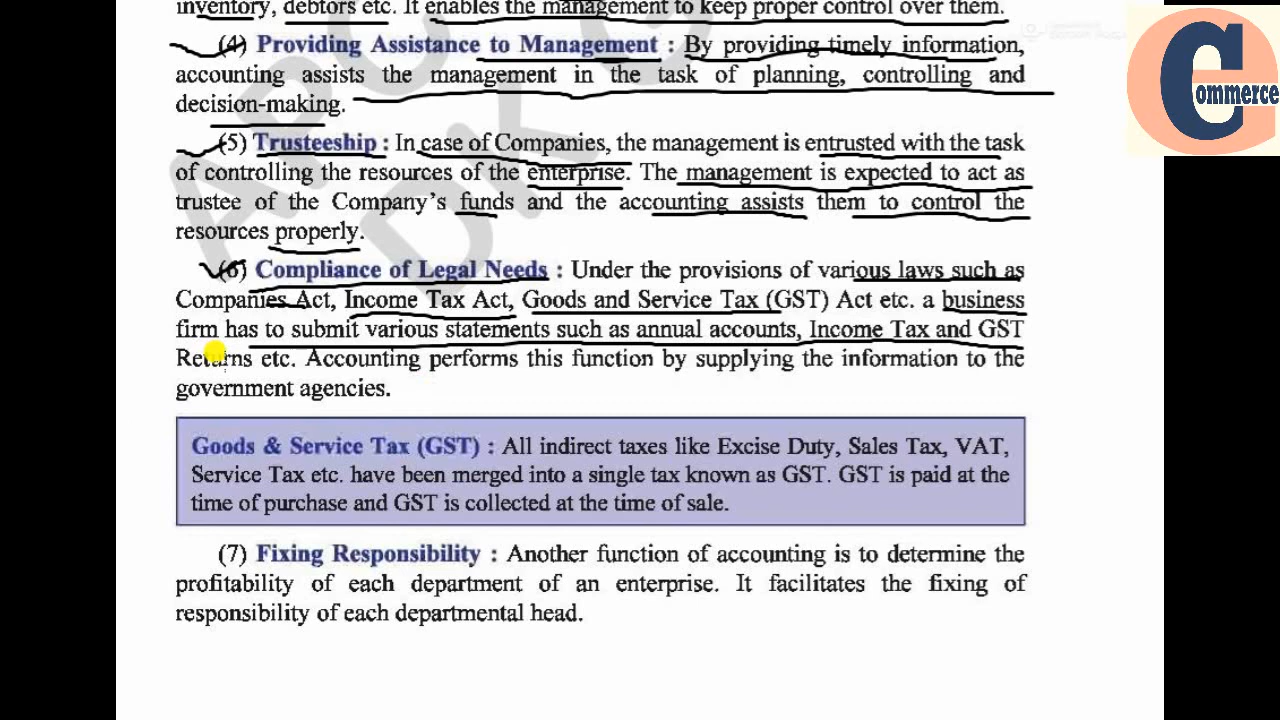 inventory, debtors etc. It enables the management to keep proper control over them.
(4) Providing Assistance to Management : By providing timely information,
accounting assists the management in the task of planning, controlling and
decision-making.
(5) Trusteeship : In case of Companies, the management is entrusted with the task
of controlling the resources of the enterprise. The management is expected to act as
trustee of the Company's funds and the accounting assists them to control the
resources properly.
(6) Compliance of Legal Needs : Under the provisions of various laws such as
Companies Act, Income Tax Act, Goods and Service Tax (GST) Act etc. a business
firm has to submit various statements such as annual accounts, Income Tax and GST
Returns etc. Accounting performs this function by supplying the information to the
government agencies.
Goods & Service Tax (GST) : All indirect taxes like Excise Duty, Sales Tax, VAT,
Service Tax etc. have been merged into a single tax known as GST. GST is paid at the
time of purchase and GST is collected at the time of sale.
(7) Fixing Responsibility : Another function of accounting is to determine the
profitability of each department of an enterprise. It facilitates the fixing of
responsibility of each departmental head.
eCommerce